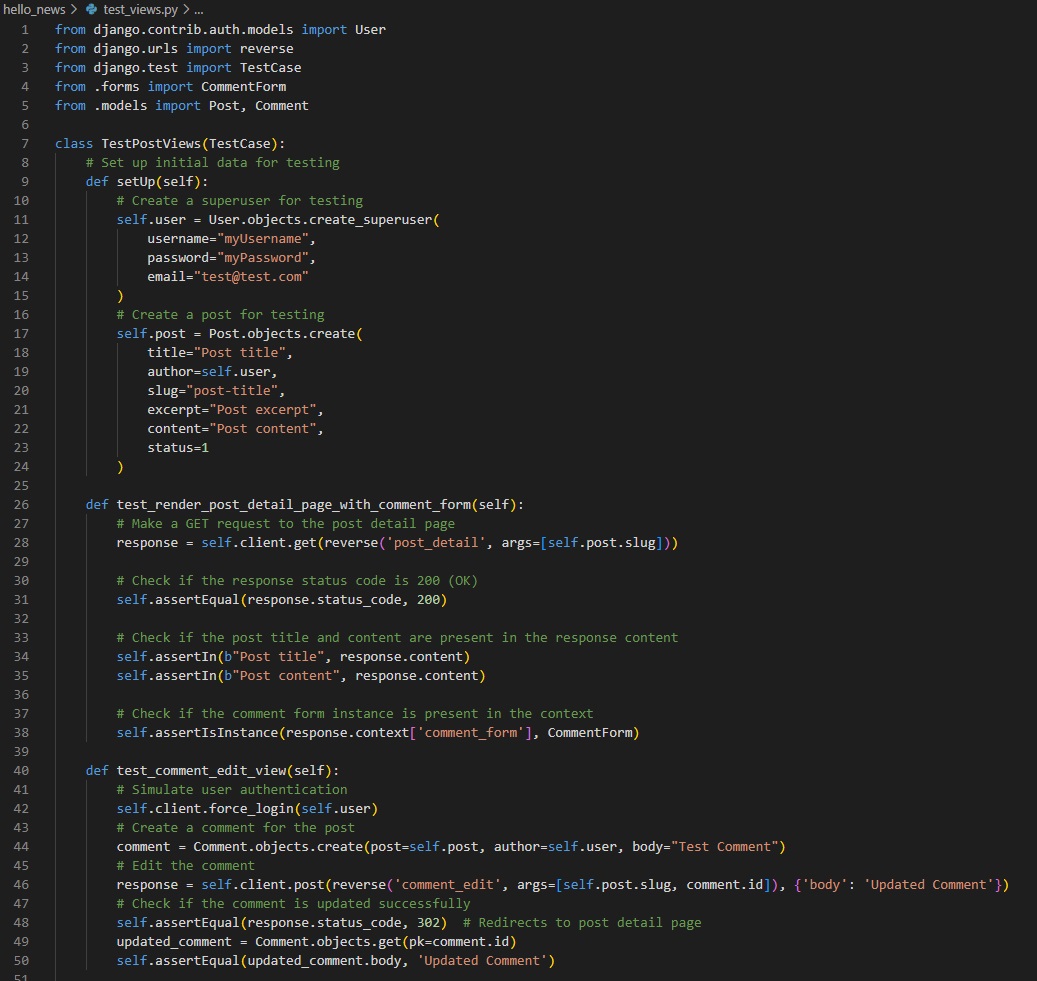 hello_news > test_views.py > ...
1 from django.contrib.auth.models import User
2 from django.urls import reverse
3 from django.test import TestCase
4 from .forms import CommentForm
5 from .models import Post, Comment
6
7 class TestPostViews(TestCase):
8     # Set up initial data for testing
9     def setUp(self):
10         # Create a superuser for testing
11         self.user = User.objects.create_superuser(
12             username="myUsername",
13             password="myPassword",
14             email="test@test.com"
15         )
16         # Create a post for testing
17         self.post = Post.objects.create(
18             title="Post title",
19             author=self.user,
20             slug="post-title",
21             excerpt="Post excerpt",
22             content="Post content",
23             status=1
24         )
25
26     def test_render_post_detail_page_with_comment_form(self):
27         # Make a GET request to the post detail page
28         response = self.client.get(reverse('post_detail', args=[self.post.slug]))
29
30         # Check if the response status code is 200 (OK)
31         self.assertEqual(response.status_code, 200)
32
33         # Check if the post title and content are present in the response content
34         self.assertIn(b"Post title", response.content)
35         self.assertIn(b"Post content", response.content)
36
37         # Check if the comment form instance is present in the context
38         self.assertIsInstance(response.context['comment_form'], CommentForm)
39
40     def test_comment_edit_view(self):
41         # Simulate user authentication
42         self.client.force_login(self.user)
43         # Create a comment for the post
44         comment = Comment.objects.create(post=self.post, author=self.user, body="Test Comment")
45         # Edit the comment
46         response = self.client.post(reverse('comment_edit', args=[self.post.slug, comment.id]), {'body': 'Updated Comment'})
47         # Check if the comment is updated successfully
48         self.assertEqual(response.status_code, 302)  # Redirects to post detail page
49         updated_comment = Comment.objects.get(pk=comment.id)
50         self.assertEqual(updated_comment.body, 'Updated Comment')
51